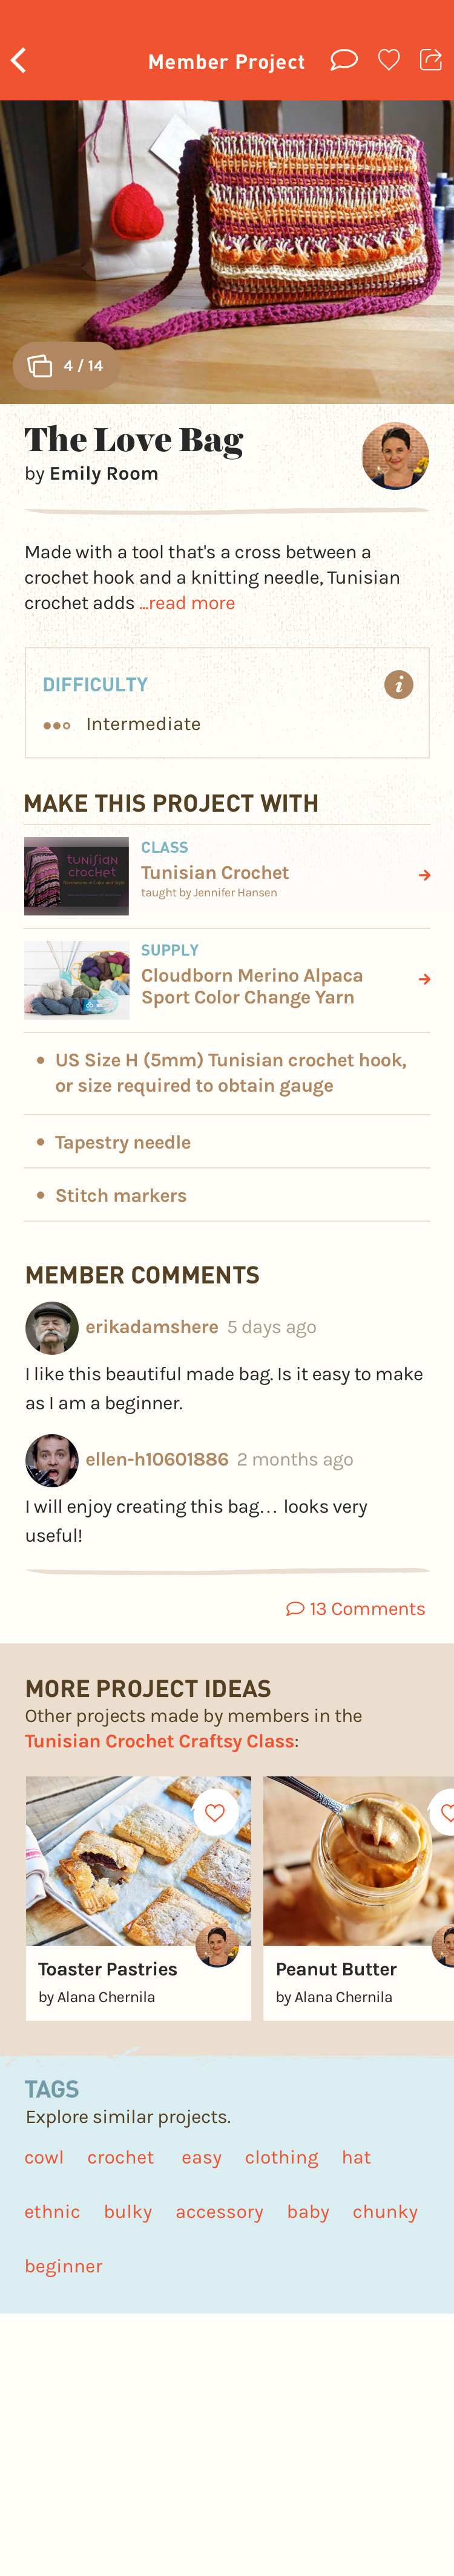 Member Project
4 / 14
The Love Bag
by Emily Room
Made with a tool that's a cross between a
crochet hook and a knitting needle, Tunisian
crochet adds ...read more
DIFFICULTY
i
Intermediate
MAKE THIS PROJECT WITH
tunisian
crochet
CLASS
Tunisian Crochet
taught by Jennifer Hansen
SUPPLY
Cloudborn Merino Alpaca
Sport Color Change Yarn
• US Size H (5mm) Tunisian crochet hook,
or size required to obtain gauge
• Tapestry needle
• Stitch markers
MEMBER COMMENTS
erikadamshere 5 days ago
I like this beautiful made bag. Is it easy to make
as I am a beginner.
ellen-h10601886 2 months ago
I will enjoy creating this bag... looks very
useful!
13 Comments
MORE PROJECT IDEAS
Other projects made by members in the
Tunisian Crochet Craftsy Class:
Toaster Pastries
by Alana Chernila
Peanut Butter
by Alana Chernila
TAGS
Explore similar projects.
cowl crochet easy clothing hat
ethnic bulky accessory baby chunky
beginner